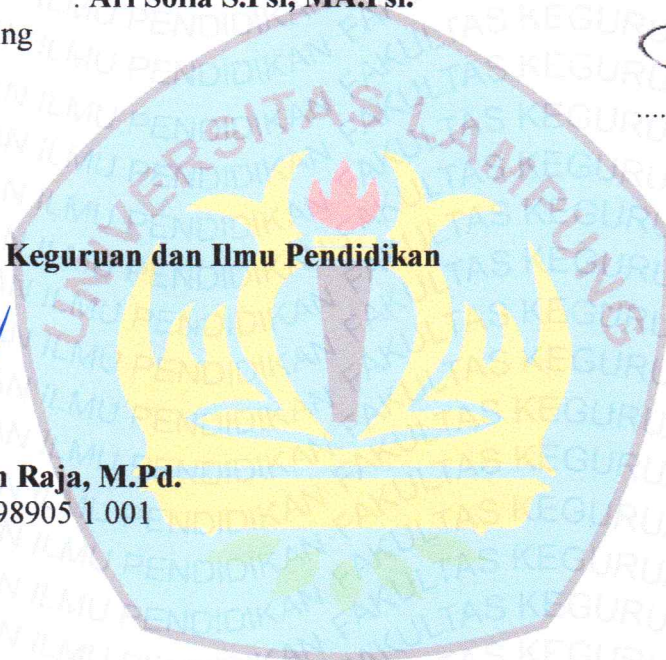 : Ari Sofia S.Psi, MA.Psi.
ng
UNIVERSITAS LAMPUNG
Keguruan dan Ilmu Pendidikan
n Raja, M.Pd.
98905 1 001